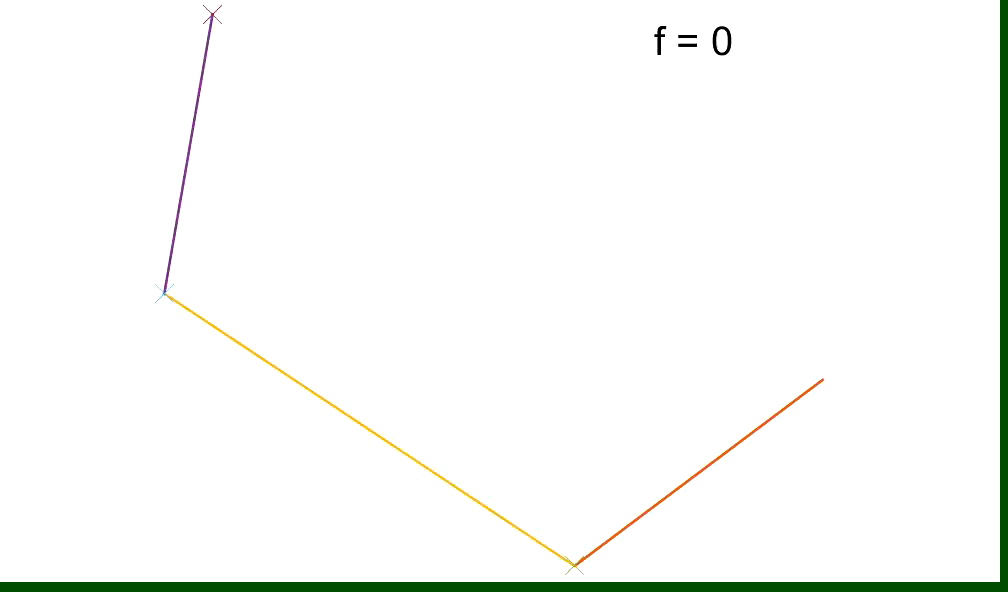 f = 0